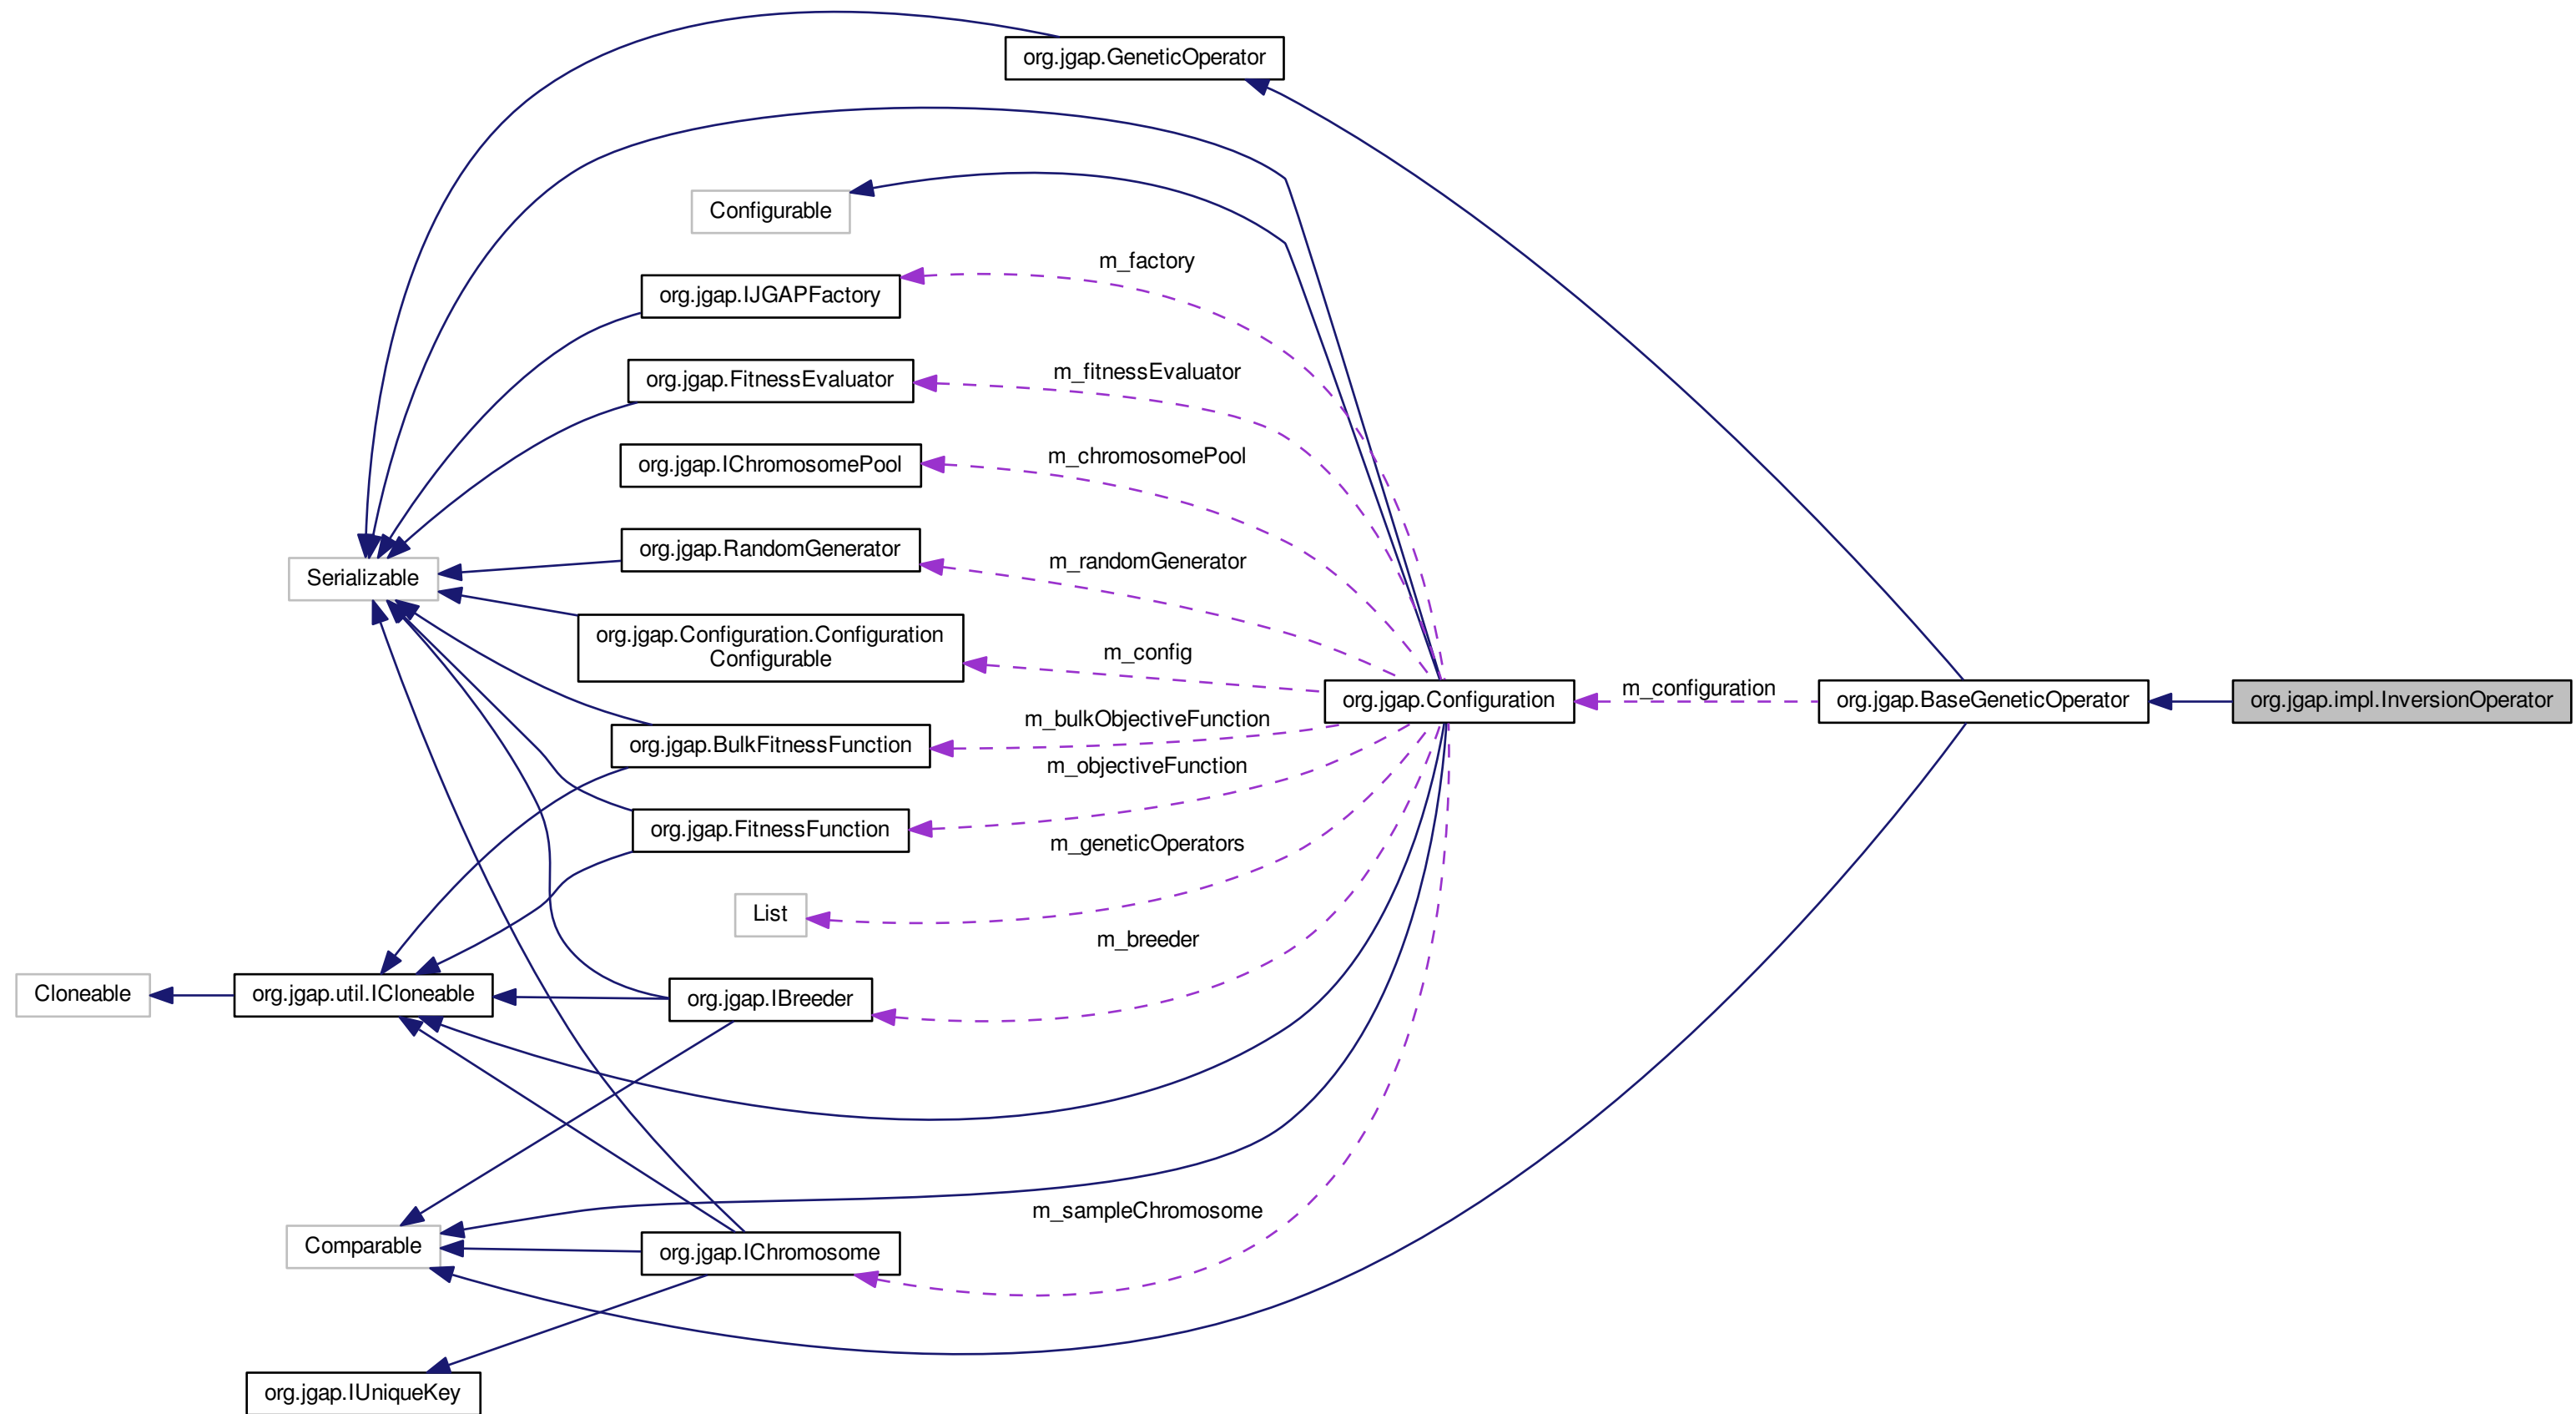 org.jgap.GeneticOperator
Configurable
m_factory
org.jgap.IJGAPFactory
m_fitnessEvaluator
org.jgap.FitnessEvaluator
m_chromosomePool
org.jgap.IChromosomePool
org.jgap.RandomGenerator
m_randomGenerator
Serializable
org.jgap.Configuration.Configuration
Configurable
m_config
org.jgap.Configuration
m_configuration
org.jgap.BaseGeneticOperator
org.jgap.impl.InversionOperator
m_bulkObjectiveFunction
org.jgap.BulkFitnessFunction
m_objectiveFunction
org.jgap.FitnessFunction
m_geneticOperators
List
m_breeder
Cloneable
org.jgap.util.ICloneable
org.jgap.IBreeder
m_sampleChromosome
Comparable
org.jgap.IChromosome
org.jgap.IUniqueKey